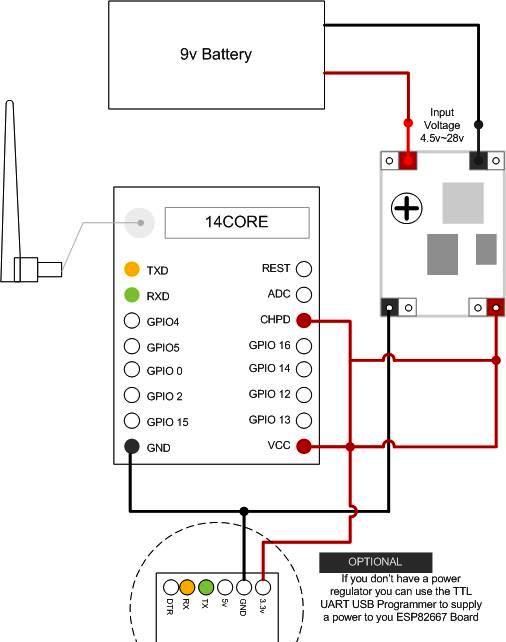 9v Battery
Input
Voltage
4.5v~28v
14CORE
TXD
RXD
GPIO4
GPIO5
GPIO 0
GPIO 2
GPIO 15
GND
REST
ADC
CHPD
GPIO 16
GPIO 14
GPIO 12
GPIO 13
VCC
OPTIONAL
If you don't have a power
regulator you can use the TTL
UART USB Programmer to supply
a power to you ESP82667 Board
DTR
RX
TX
5v
GND
3.3v